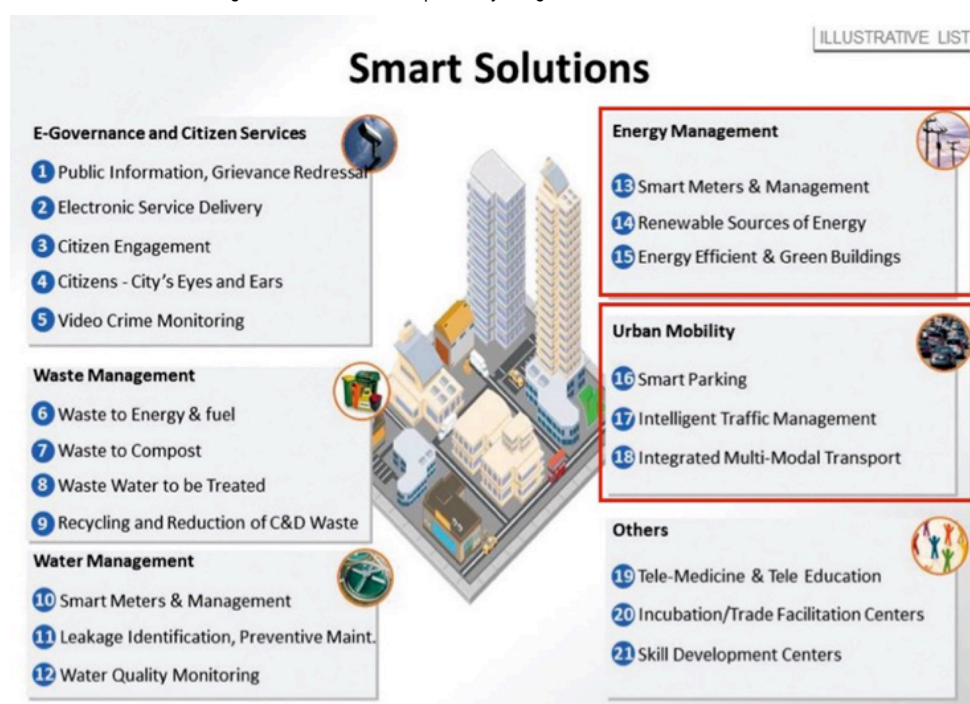 ILLUSTRATIVE LIST
Smart Solutions
E-Governance and Citizen Services
1 Public Information, Grievance Redressal
2 Electronic Service Delivery
3 Citizen Engagement
4 Citizens - City's Eyes and Ears
5 Video Crime Monitoring
Waste Management
6 Waste to Energy & fuel
7 Waste to Compost
8 Waste Water to be Treated
9 Recycling and Reduction of C&D Waste
Water Management
10 Smart Meters & Management
11 Leakage Identification, Preventive Maint.
12 Water Quality Monitoring
Energy Management
13 Smart Meters & Management
14 Renewable Sources of Energy
15 Energy Efficient & Green Buildings
Urban Mobility
16 Smart Parking
17 Intelligent Traffic Management
18 Integrated Multi-Modal Transport
Others
19 Tele-Medicine & Tele Education
20 Incubation/Trade Facilitation Centers
21 Skill Development Centers